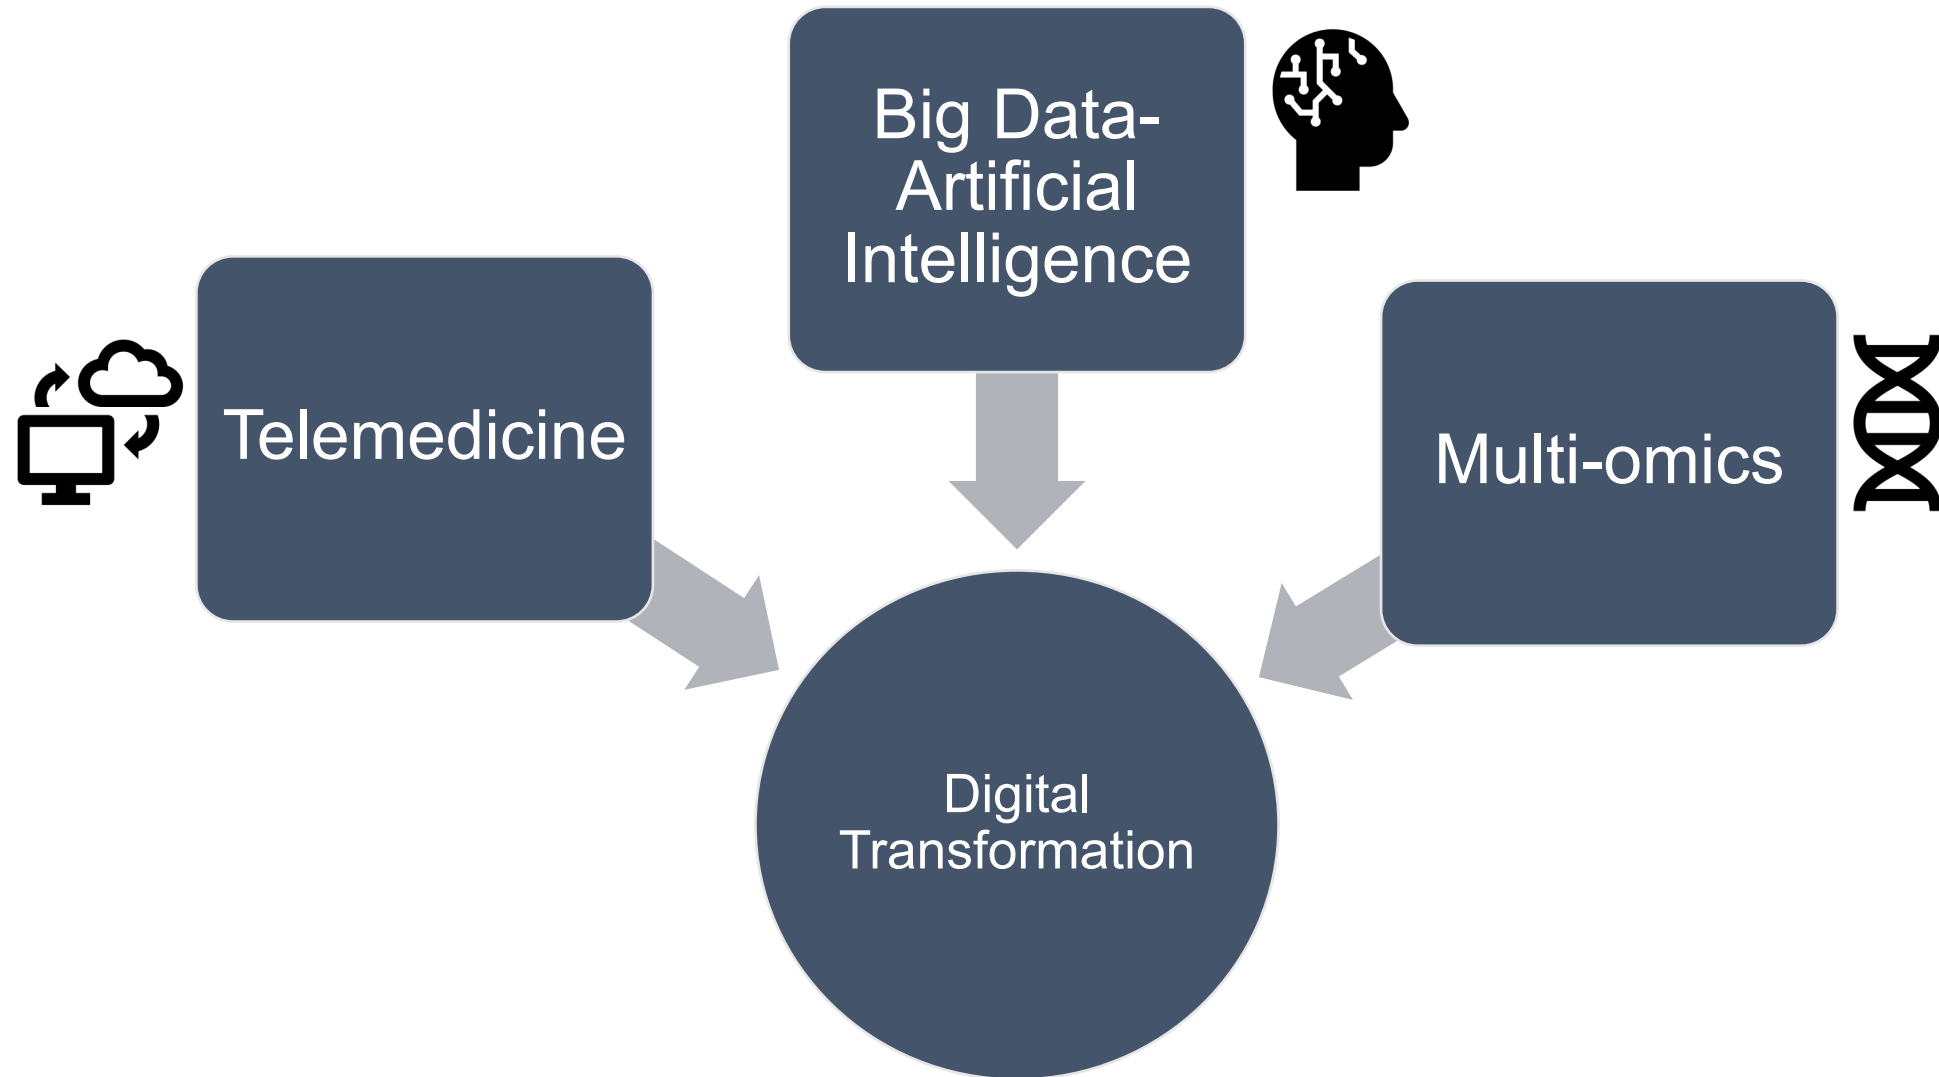 Big Data-
Artificial
Intelligence
Telemedicine
Multi-omics
Digital
Transformation